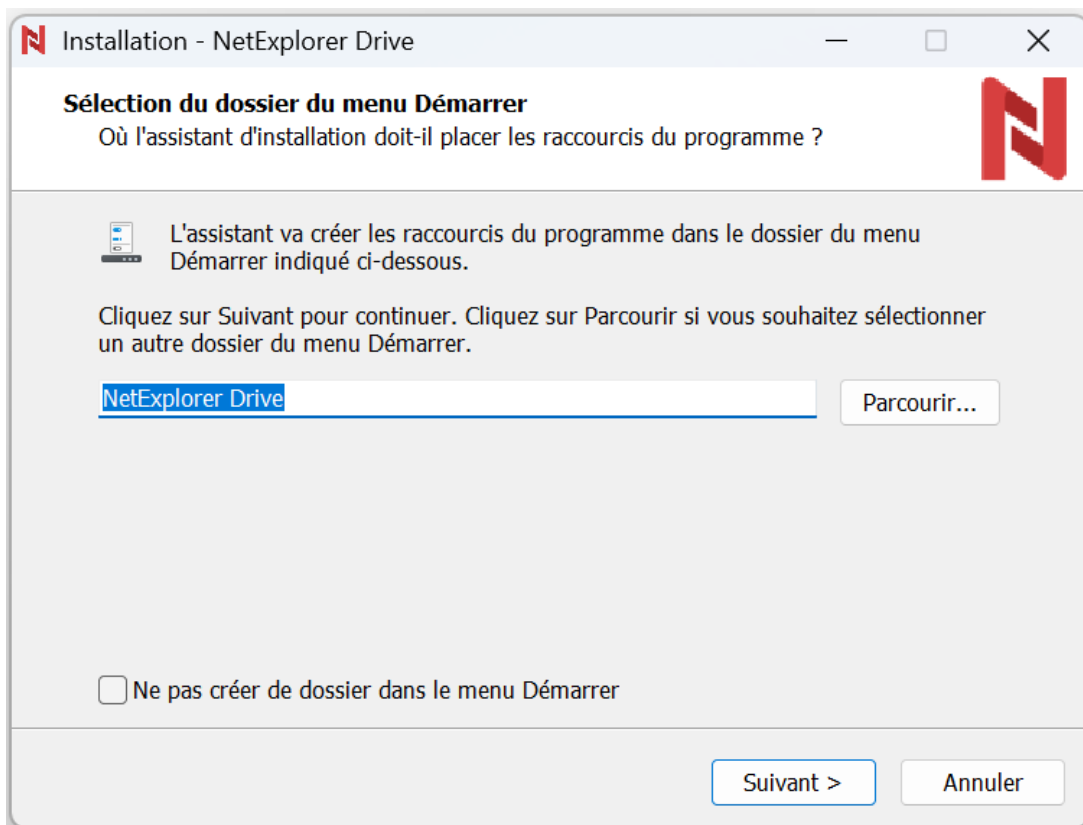 Installation - NetExplorer Drive
Sélection du dossier du menu Démarrer
Où l'assistant d'installation doit-il placer les raccourcis du programme ?
L'assistant va créer les raccourcis du programme dans le dossier du menu
Démarrer indiqué ci-dessous.
Cliquez sur Suivant pour continuer. Cliquez sur Parcourir si vous souhaitez sélectionner
un autre dossier du menu Démarrer.
NetExplorer Drive
Parcourir...
Ne pas créer de dossier dans le menu Démarrer
Suivant >
Annuler